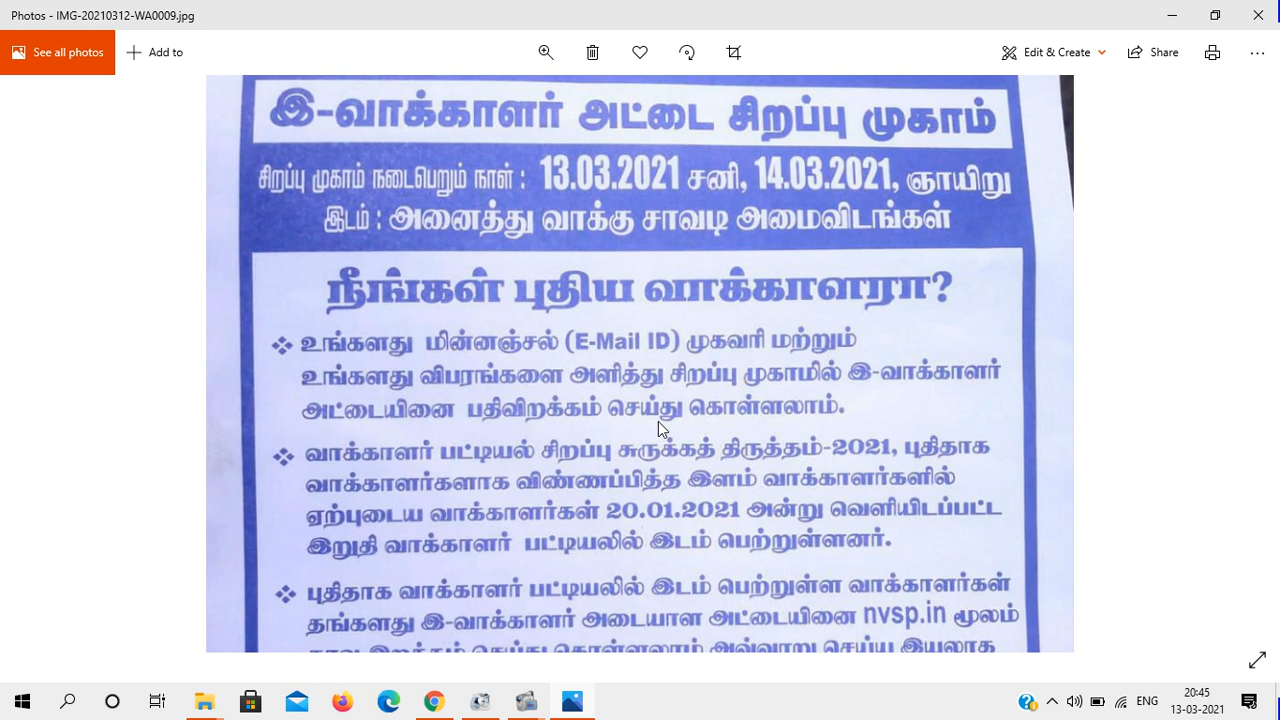 Photos - IMG-20210312-WA0009.jpg
See all photos
Add to
Edit & Create
Share
இ-வாக்காளர் அட்டை சிறப்பு முகாம்
சிறப்பு முகாம் நடைபெறும் நாள் : 13.03.2021 சனி, 14.03.2021, ஞாயிறு
இடம் : அனைத்து வாக்கு சாவடி அமைவிடங்கள்
நீங்கள் புதிய வாக்காளரா?
உங்களது மின்னஞ்சல் (E-Mail ID) முகவரி மற்றும்
உங்களது விபரங்களை அளித்து சிறப்பு முகாமில் இ-வாக்காளர்
அட்டையினை பதிவிறக்கம் செய்து கொள்ளலாம்.
வாக்காளர் பட்டியல் சிறப்பு சுருக்கத் திருத்தம்-2021, புதிதாக
வாக்காளர்களாக விண்ணப்பித்த இளம் வாக்காளர்களில்
ஏற்புடைய வாக்காளர்கள் 20.01.2021 அன்று வெளியிடப்பட்ட
இறுதி வாக்காளர் பட்டியலில் இடம் பெற்றுள்ளனர்.
புதிதாக வாக்காளர் பட்டியலில் இடம் பெற்றுள்ள வாக்காளர்கள்
தங்களது இ-வாக்காளர் அடையாள அட்டையினை nvsp.in மூலம்
செய்து கொள்ளலாம் அவ்வாறு செய்ய இயலாத
ENG
20:45
13-03-2021